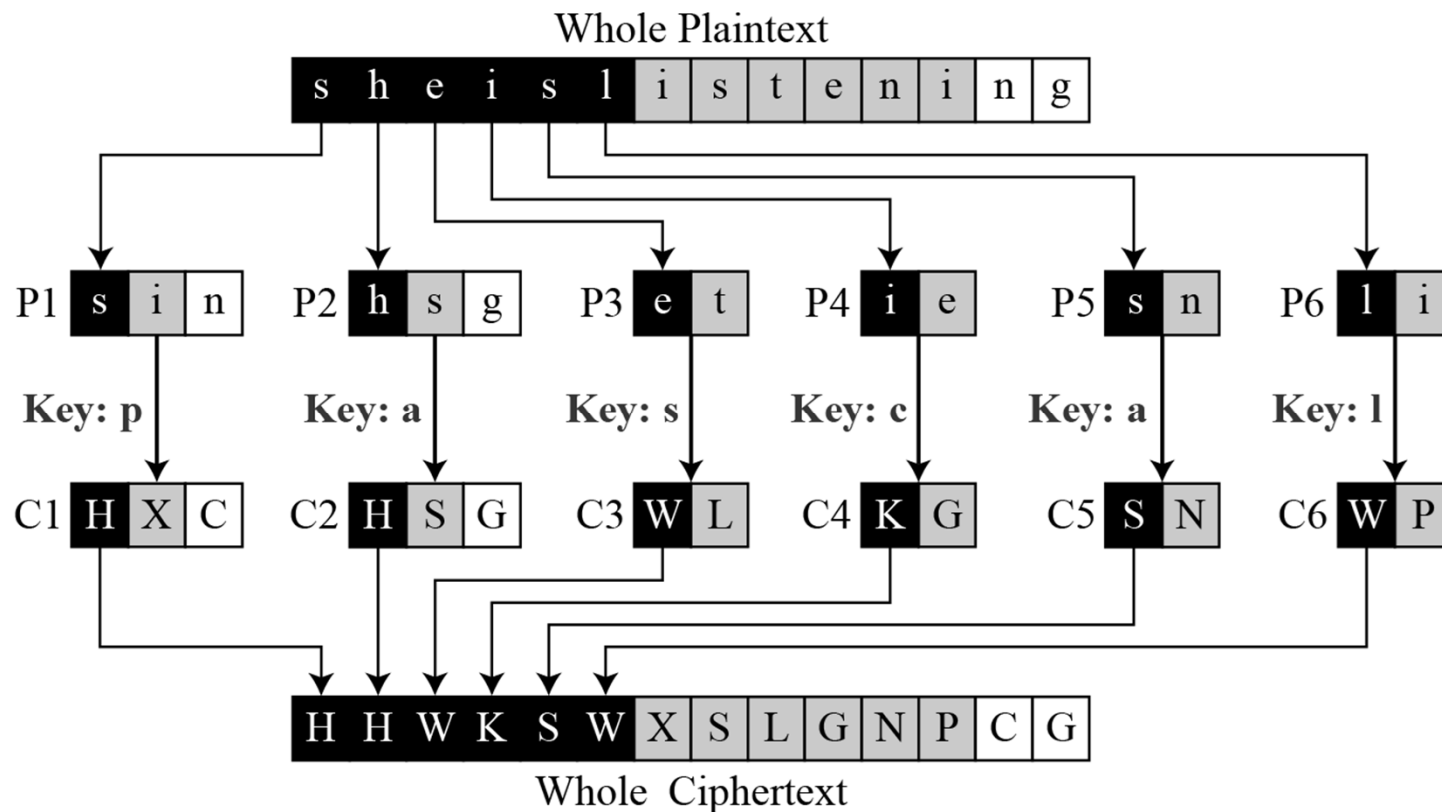 Whole Plaintext
s h e i s l i s t e n i n g
P1 s i n P2 h s g P3 e t P4 i e P5 s n P6 l i
Key: p Key: a Key: s Key: c Key: a Key: l
C1 H X C C2 H S G C3 W L C4 K G C5 S N C6 W P
H H W K S W X S L G N P C G
Whole Ciphertext